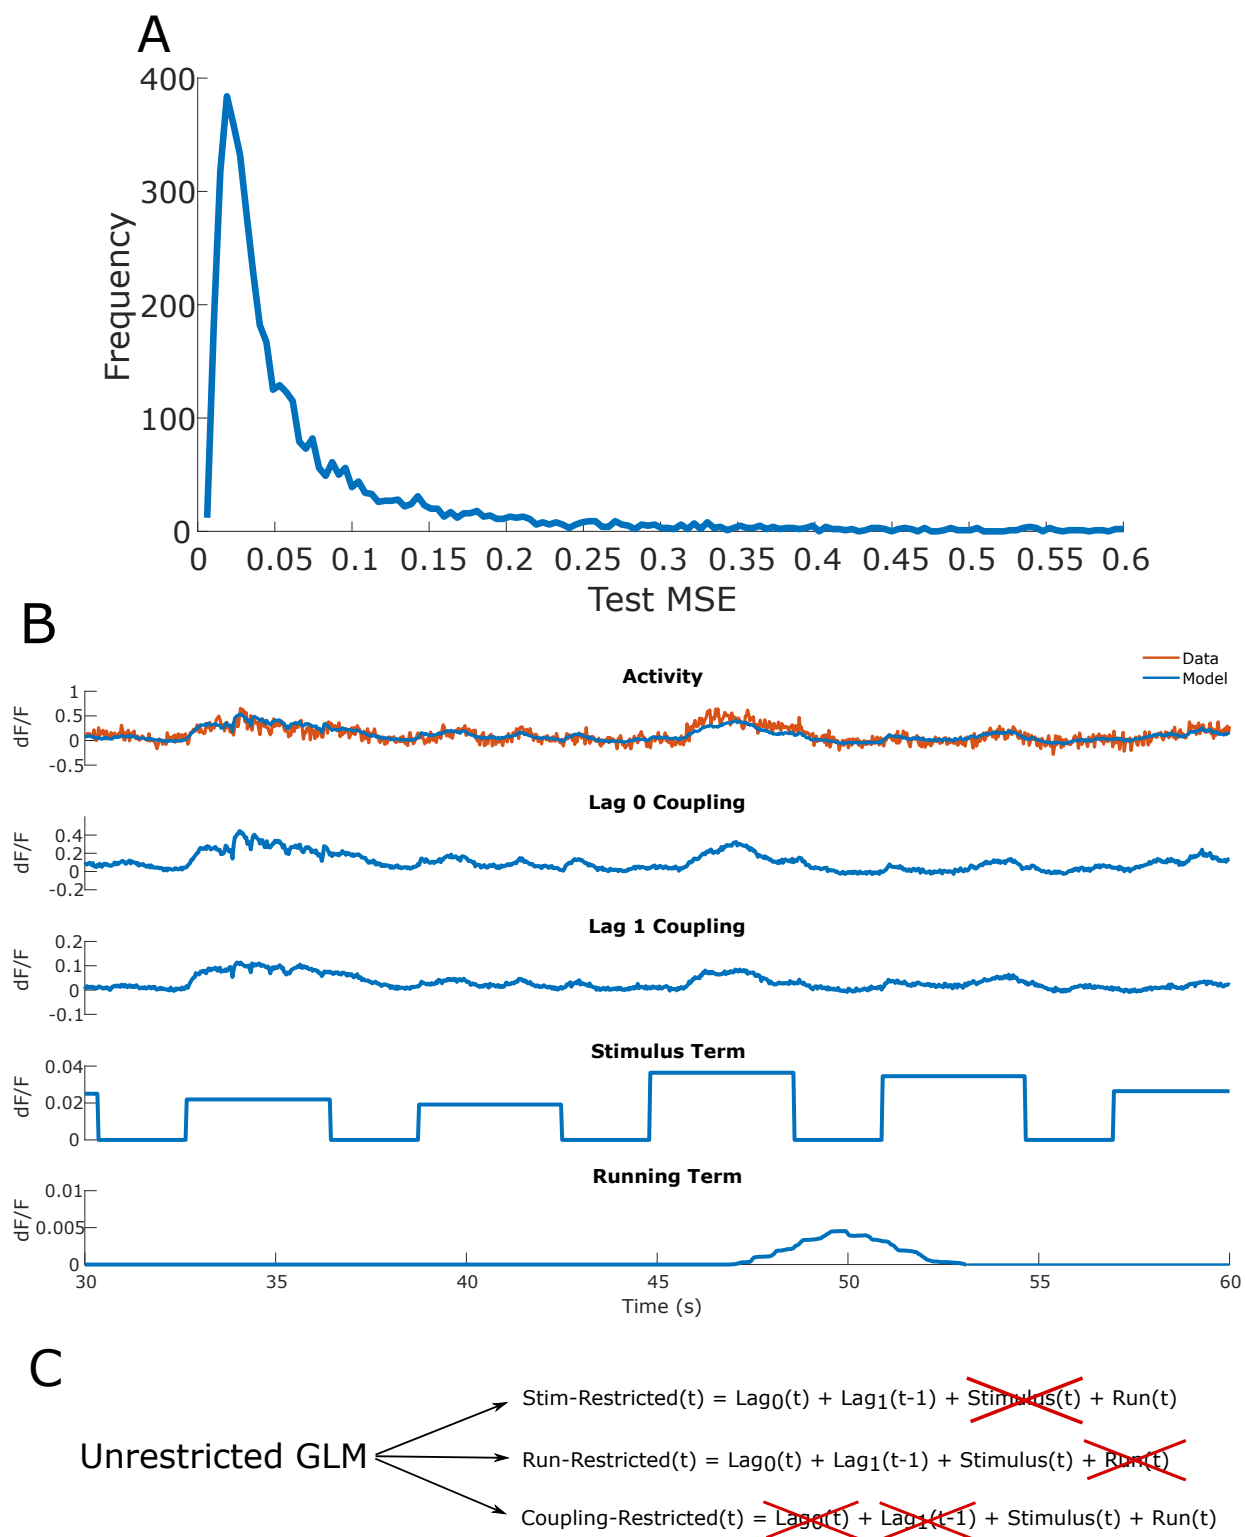 A
400
300
200
100
0
Frequency
0 0.05 0.1 0.15 0.2 0.25 0.3 0.35 0.4 0.45 0.5 0.55 0.6
Test MSE
B
Data
Model
Activity
1
0.5
0
-0.5
dF/F
Lag 0 Coupling
0.4
0.2
0
-0.2
dF/F
Lag 1 Coupling
0.2
0.1
0
-0.1
dF/F
Stimulus Term
0.04
0.02
0
dF/F
Running Term
0.01
0.005
0
dF/F
30 35 40 45 50 55 60
Time (s)
C
Unrestricted GLM
Stim-Restricted(t) = Lag0(t) + Lag1(t-1) + Stimulus(t) + Run(t)
Run-Restricted(t) = Lag0(t) + Lag1(t-1) + Stimulus(t) + Run(t)
Coupling-Restricted(t) = Lag0(t) + Lag1(t-1) + Stimulus(t) + Run(t)